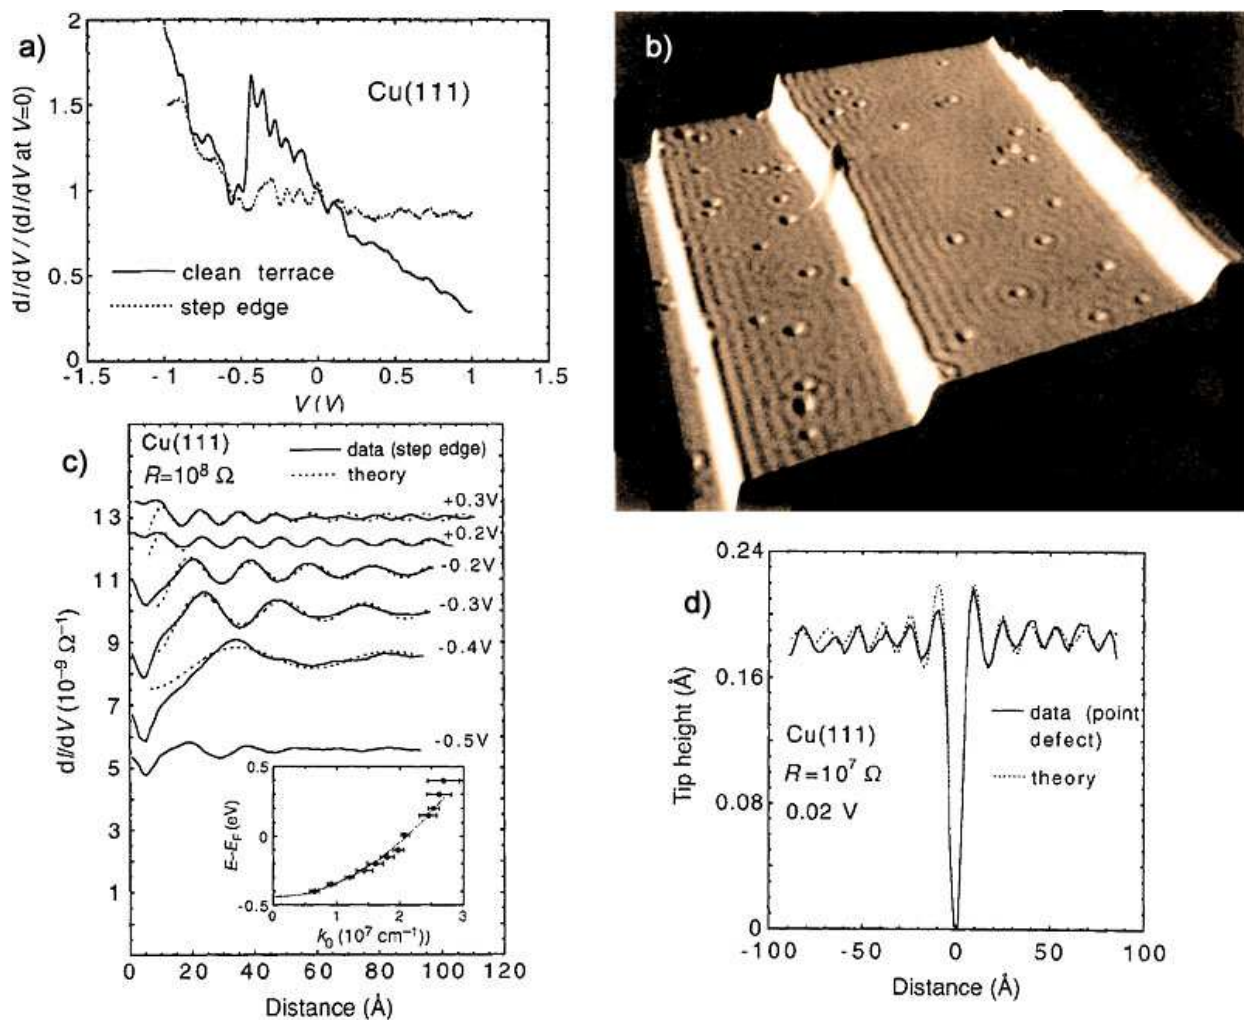 a)
2
1.5
1
0.5
0
-1.5
-1
-0.5
0
0.5
1
1.5
dI/dV / (dI/dV at V=0)
V (V)
Cu(111)
clean terrace
step edge
b)
c)
Cu(111)
R=10⁸ Ω
data (step edge)
theory
+0.3V
+0.2V
-0.2V
-0.3V
-0.4V
-0.5V
13
11
9
7
5
3
1
dI/dV (10⁻⁹ Ω⁻¹)
0
20
40
60
80
100
120
Distance (Å)
0.5
0
-0.5
E-E_F (eV)
0
1
2
3
k₀ (10⁷ cm⁻¹))
d)
0.24
0.16
0.08
0
Tip height (Å)
Cu(111)
R=10⁷ Ω
0.02 V
data (point
defect)
theory
-100
-50
0
50
100
Distance (Å)